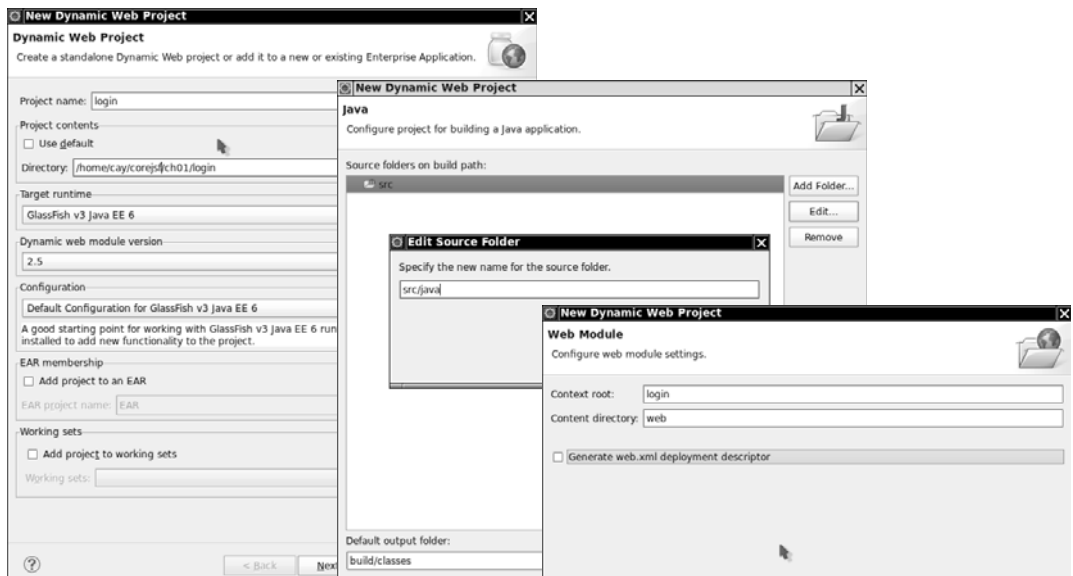 New Dynamic Web Project
Dynamic Web Project
Create a standalone Dynamic Web project or add it to a new or existing Enterprise Application.
Project name: login
Project contents
Use default
Directory: /home/cay/corejsf/ch01/login
Target runtime
GlassFish v3 Java EE 6
Dynamic web module version
2.5
Configuration
Default Configuration for GlassFish v3 Java EE 6
A good starting point for working with GlassFish v3 Java EE 6 run
installed to add new functionality to the project.
EAR membership
Add project to an EAR
EAR project name: EAR
Working sets
Add project to working sets
Working sets:
< Back
Next
New Dynamic Web Project
Java
Configure project for building a Java application.
Source folders on build path:
src
Add Folder...
Edit...
Remove
Edit Source Folder
Specify the new name for the source folder.
src/java
Default output folder:
build/classes
New Dynamic Web Project
Web Module
Configure web module settings.
Context root: login
Content directory: web
Generate web.xml deployment descriptor